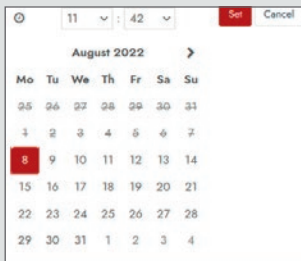 11 : 42 Set Cancel
August 2022 >
Mo Tu We Th Fr Sa Su
25 26 27 28 29 30 31
1 2 3 4 5 6 7
8 9 10 11 12 13 14
15 16 17 18 19 20 21
22 23 24 25 26 27 28
29 30 31 1 2 3 4